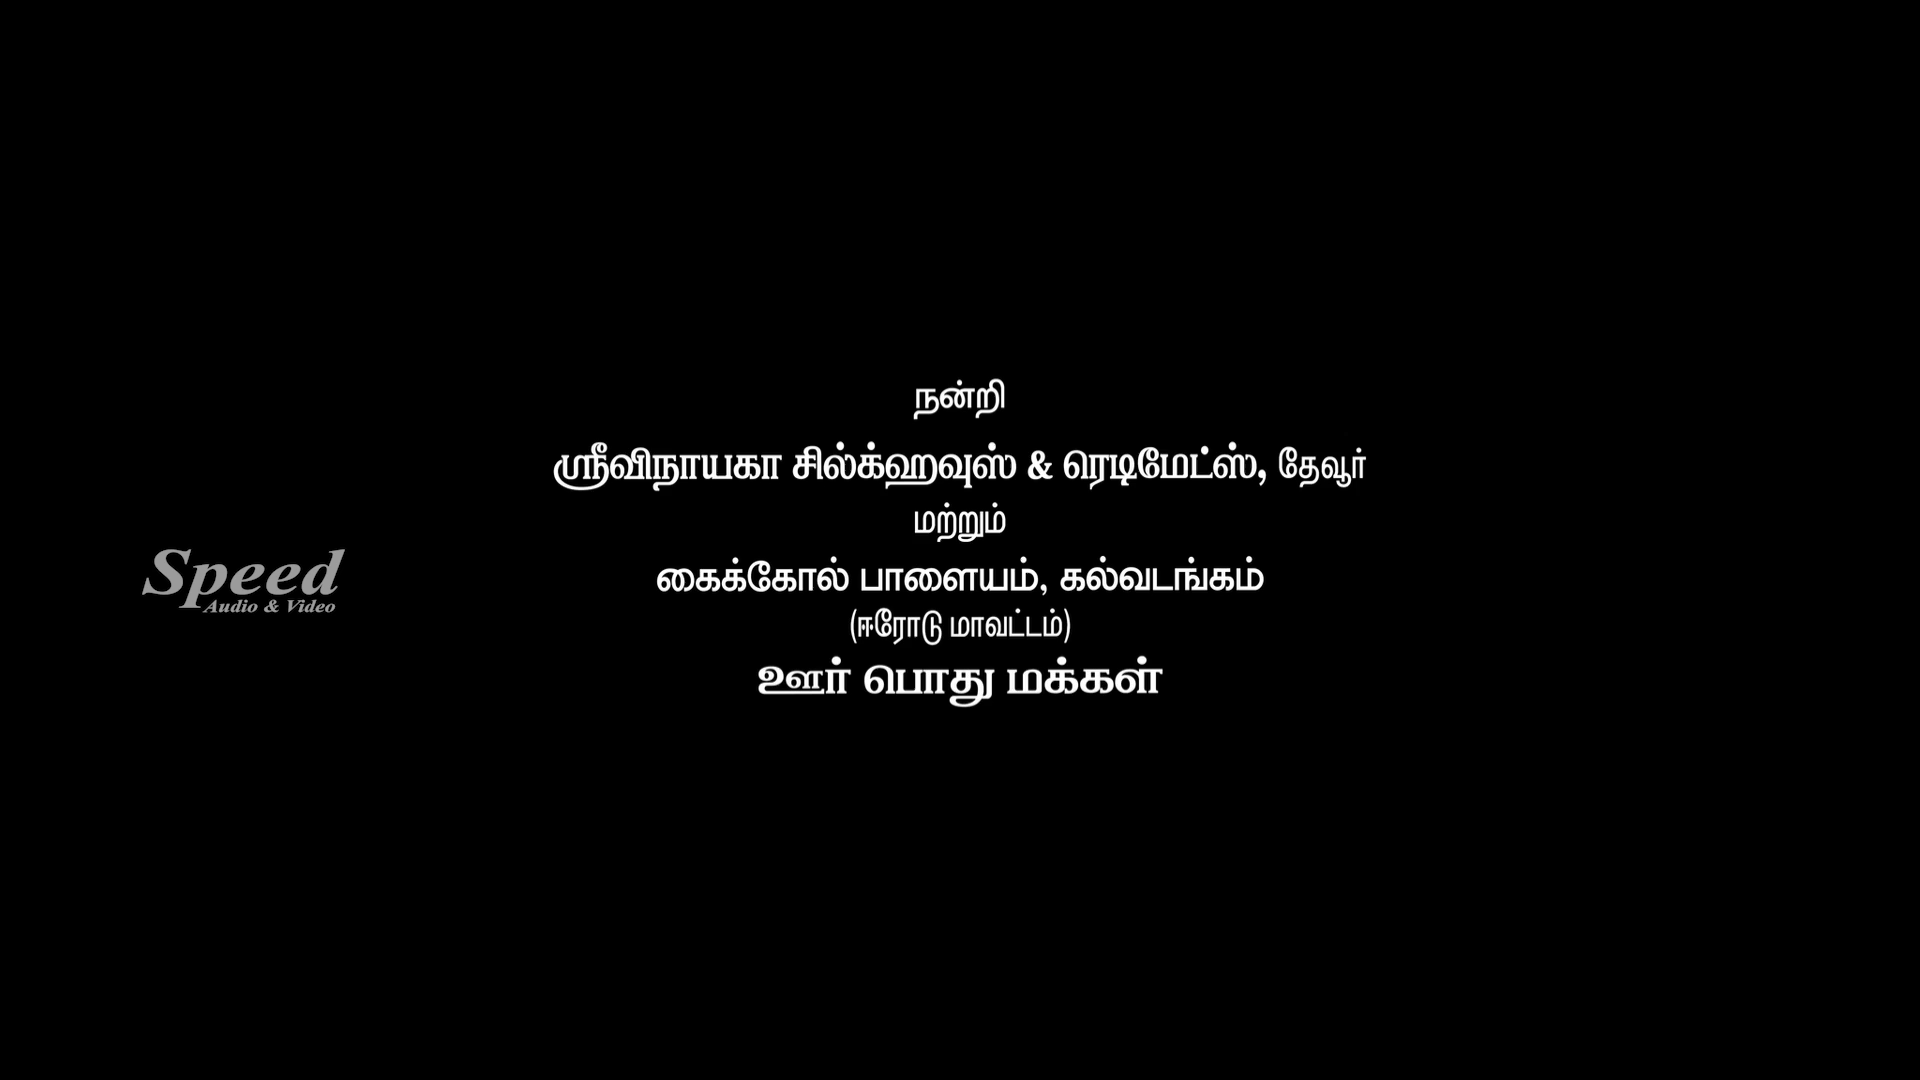 நன்றி
ஸ்ரீவிநாயகா சில்க்ஹவுஸ் & ரெடிமேட்ஸ், தேவூர்
மற்றும்
கைக்கோல் பாளையம், கல்வடங்கம்
(ஈரோடு மாவட்டம்)
ஊர் பொது மக்கள்
Speed
Audio & Video